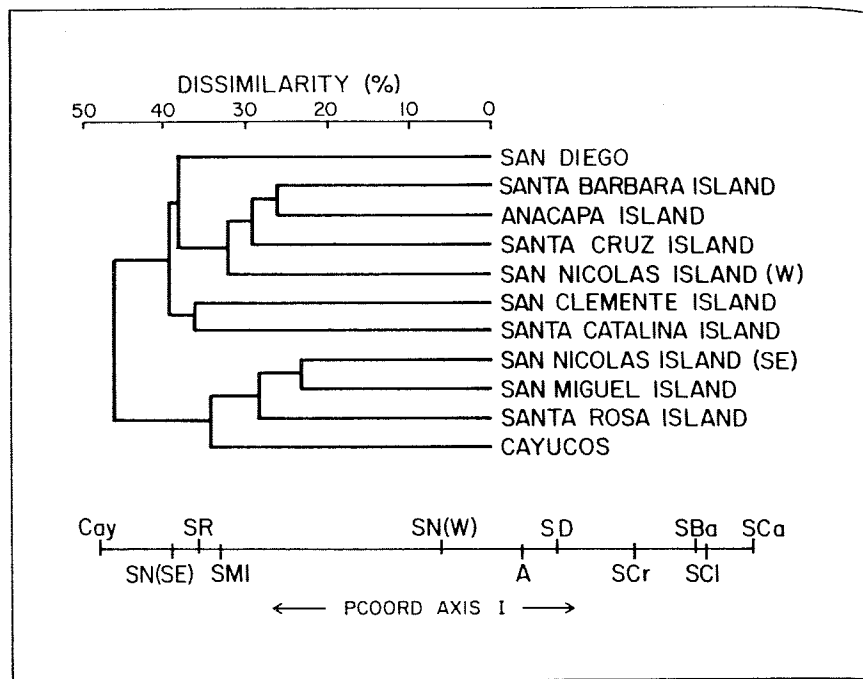 DISSIMILARITY (%)
50 40 30 20 10 0
SAN DIEGO
SANTA BARBARA ISLAND
ANACAPA ISLAND
SANTA CRUZ ISLAND
SAN NICOLAS ISLAND (W)
SAN CLEMENTE ISLAND
SANTA CATALINA ISLAND
SAN NICOLAS ISLAND (SE)
SAN MIGUEL ISLAND
SANTA ROSA ISLAND
CAYUCOS
Cay SR SN(W) SD SBa SCa
SN(SE) SMI A SCr SCl
← PCOORD AXIS I →